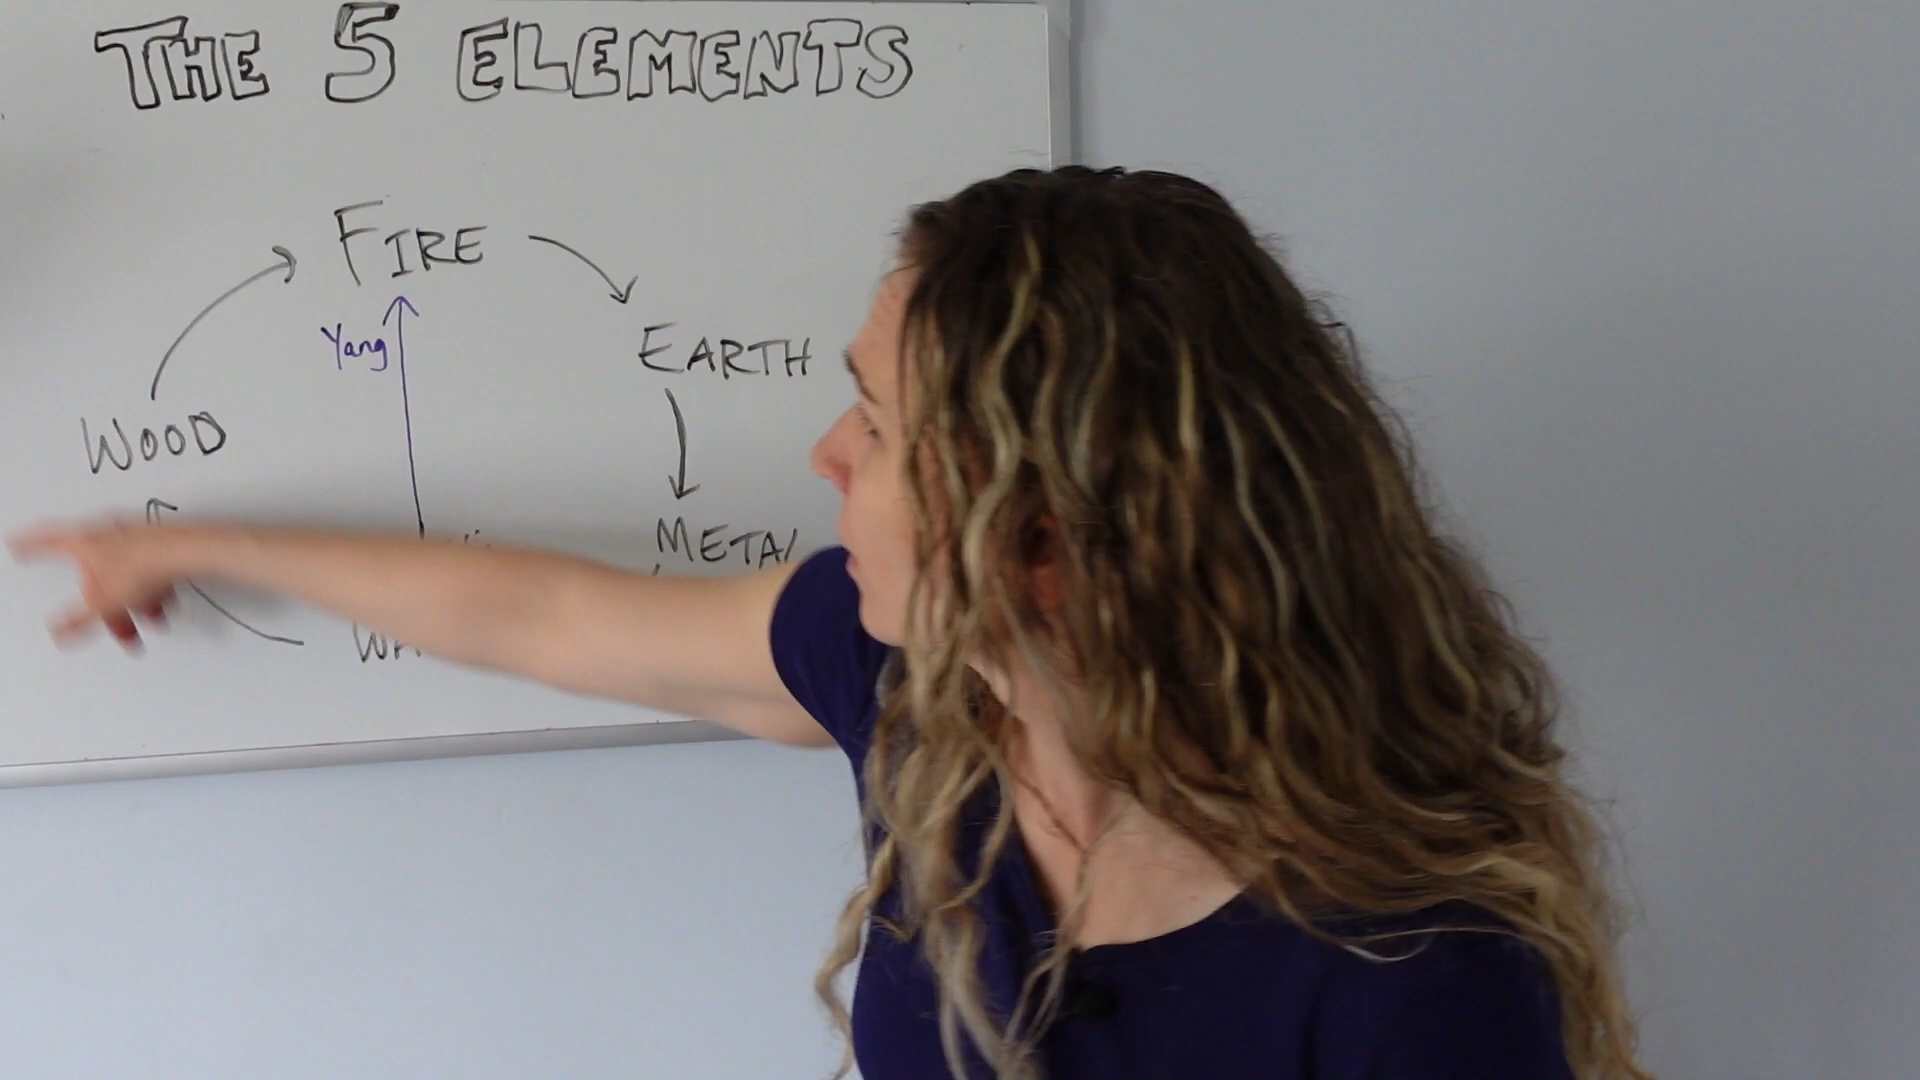 THE 5 ELEMENTS
FIRE
Yang
EARTH
WOOD
METAL